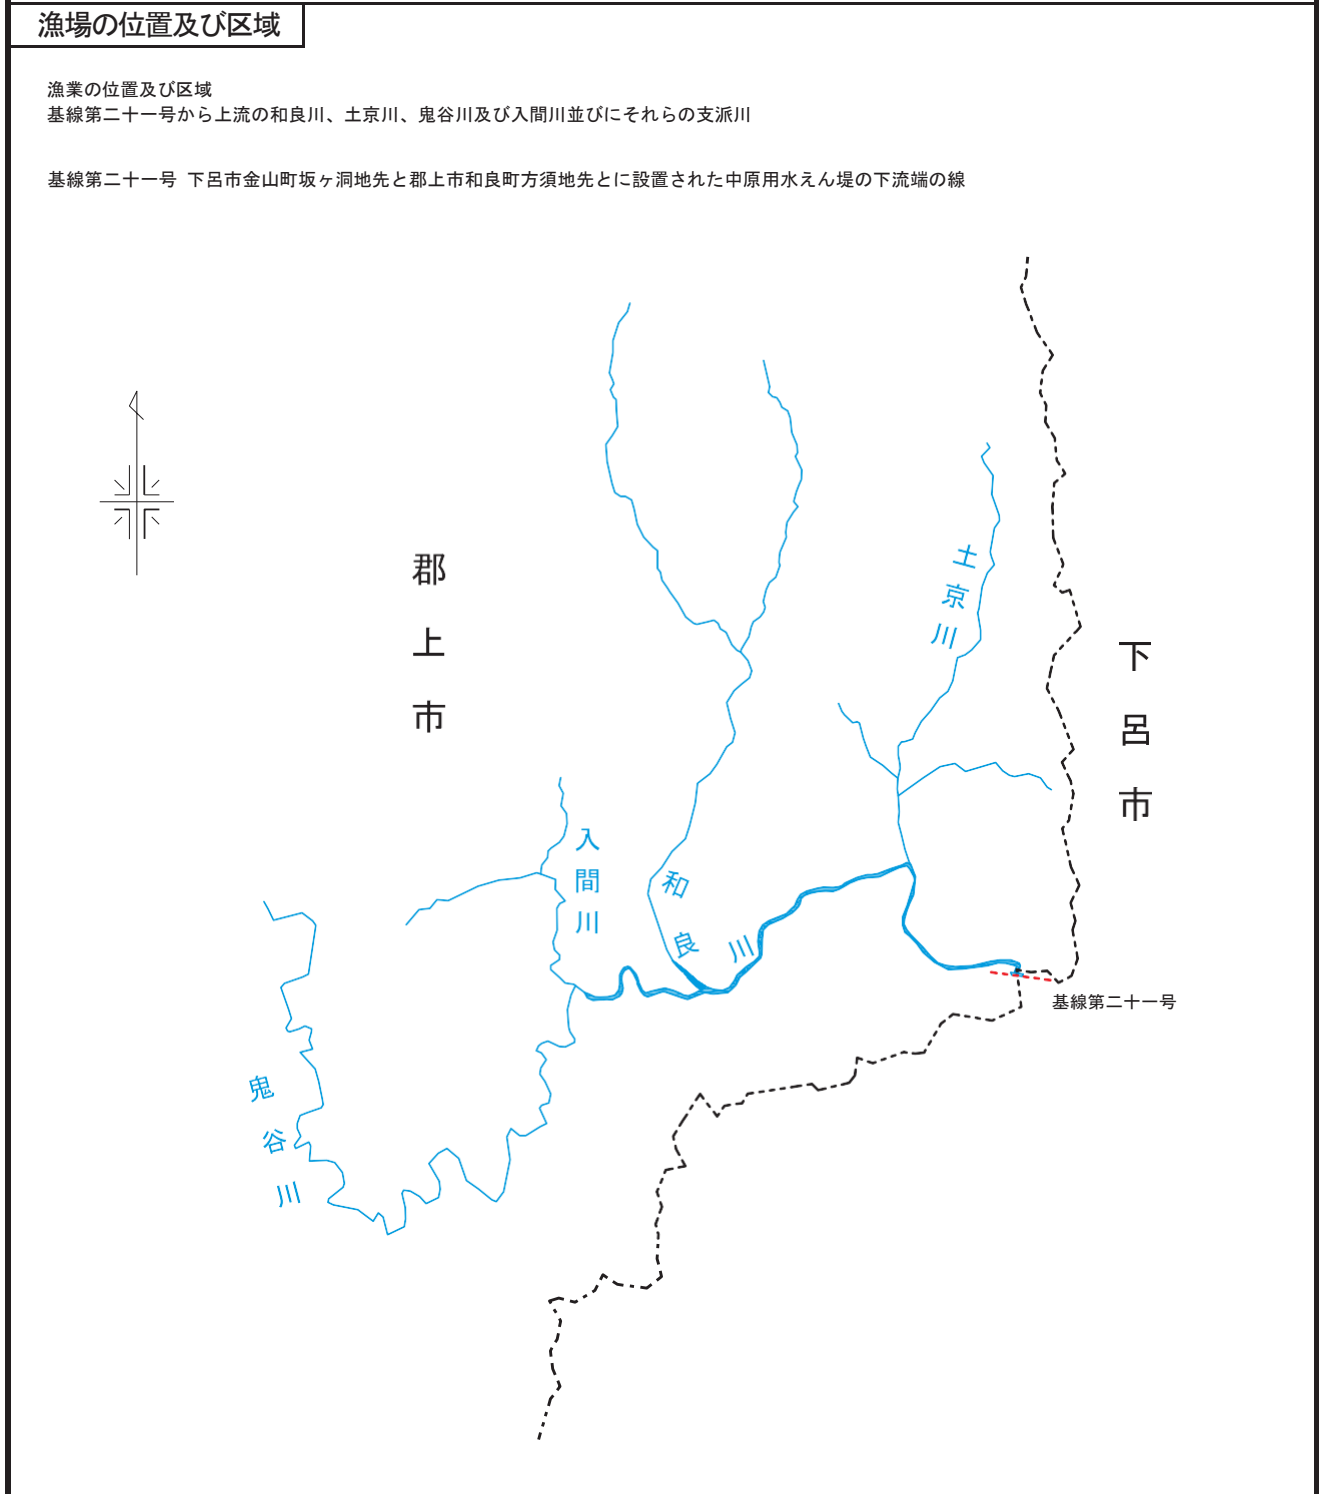 漁場の位置及び区域
漁業の位置及び区域
基線第二十一号から上流の和良川、土京川、鬼谷川及び入間川並びにそれらの支派川
基線第二十一号 下呂市金山町坂ヶ洞地先と郡上市和良町方須地先とに設置された中原用水えん堤の下流端の線
郡上市
土京川
下呂市
入間川
和良川
基線第二十一号
鬼谷川